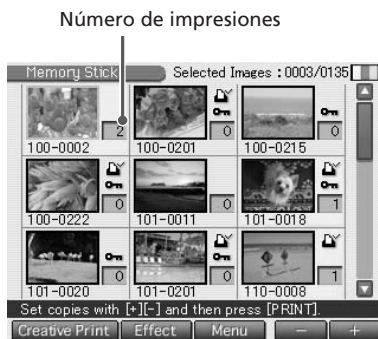 Número de impresiones
Memory Stick Selected Images : 0003/0135
2 0 0
100-0002 100-0201 100-0215
0 0 1
100-0222 101-0011 101-0018
0 0 1
101-0020 101-0201 110-0008
Set copies with [+][-] and then press [PRINT].
Creative Print Effect Menu - +